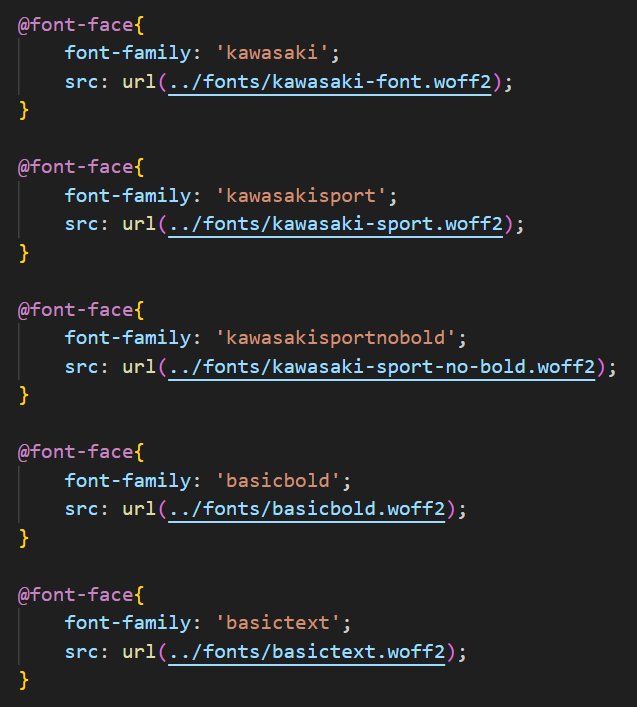 @font-face{
    font-family: 'kawasaki';
    src: url(../fonts/kawasaki-font.woff2);
}

@font-face{
    font-family: 'kawasakisport';
    src: url(../fonts/kawasaki-sport.woff2);
}

@font-face{
    font-family: 'kawasakisportnobold';
    src: url(../fonts/kawasaki-sport-no-bold.woff2);
}

@font-face{
    font-family: 'basicbold';
    src: url(../fonts/basicbold.woff2);
}

@font-face{
    font-family: 'basictext';
    src: url(../fonts/basictext.woff2);
}